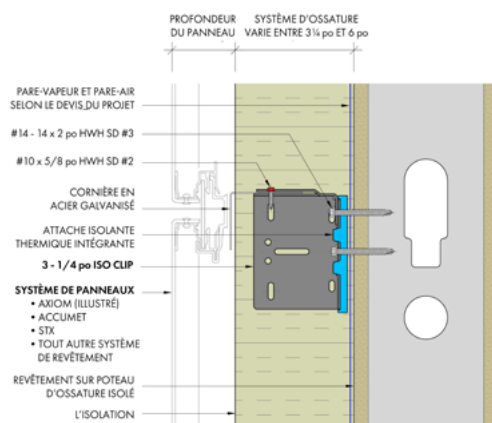 PROFONDEUR
DU PANNEAU
SYSTÈME D'OSSATURE
VARIE ENTRE 3¼ po ET 6 po
PARE-VAPEUR ET PARE-AIR
SELON LE DEVIS DU PROJET
#14 - 14 x 2 po HWH SD #3
#10 x 5/8 po HWH SD #2
CORNIÈRE EN
ACIER GALVANISÉ
ATTACHE ISOLANTE
THERMIQUE INTÉGRANTE
3 - 1/4 po ISO CLIP
SYSTÈME DE PANNEAUX
• AXIOM (ILLUSTRÉ)
• ACCUMET
• STX
• TOUT AUTRE SYSTÈME
DE REVÊTEMENT
REVÊTEMENT SUR POTEAU
D'OSSATURE ISOLÉ
L'ISOLATION